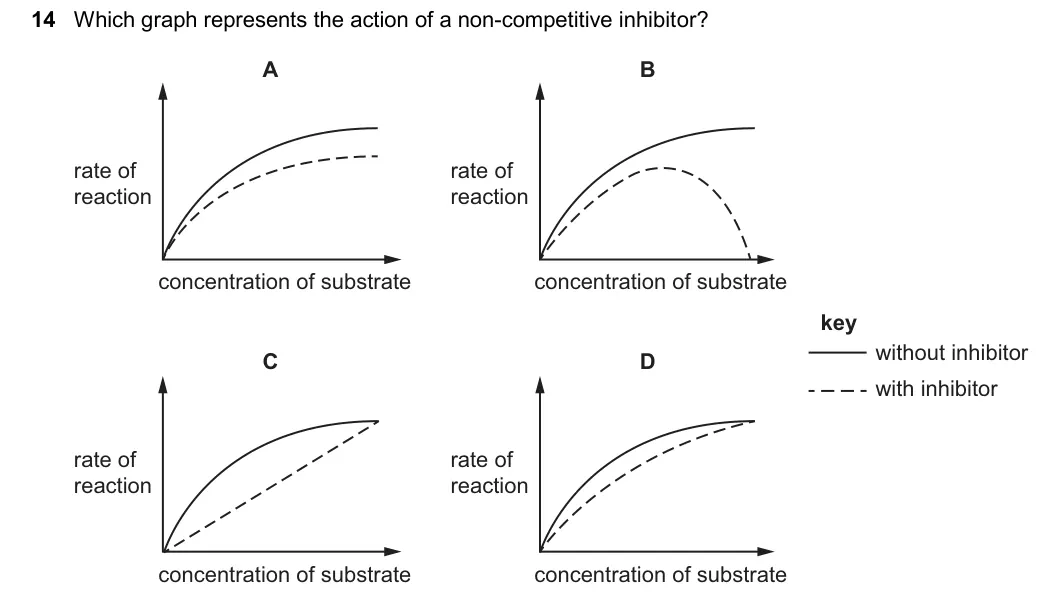 14 Which graph represents the action of a non-competitive inhibitor?
A
rate of
reaction
concentration of substrate
B
rate of
reaction
concentration of substrate
key
without inhibitor
with inhibitor
C
rate of
reaction
concentration of substrate
D
rate of
reaction
concentration of substrate